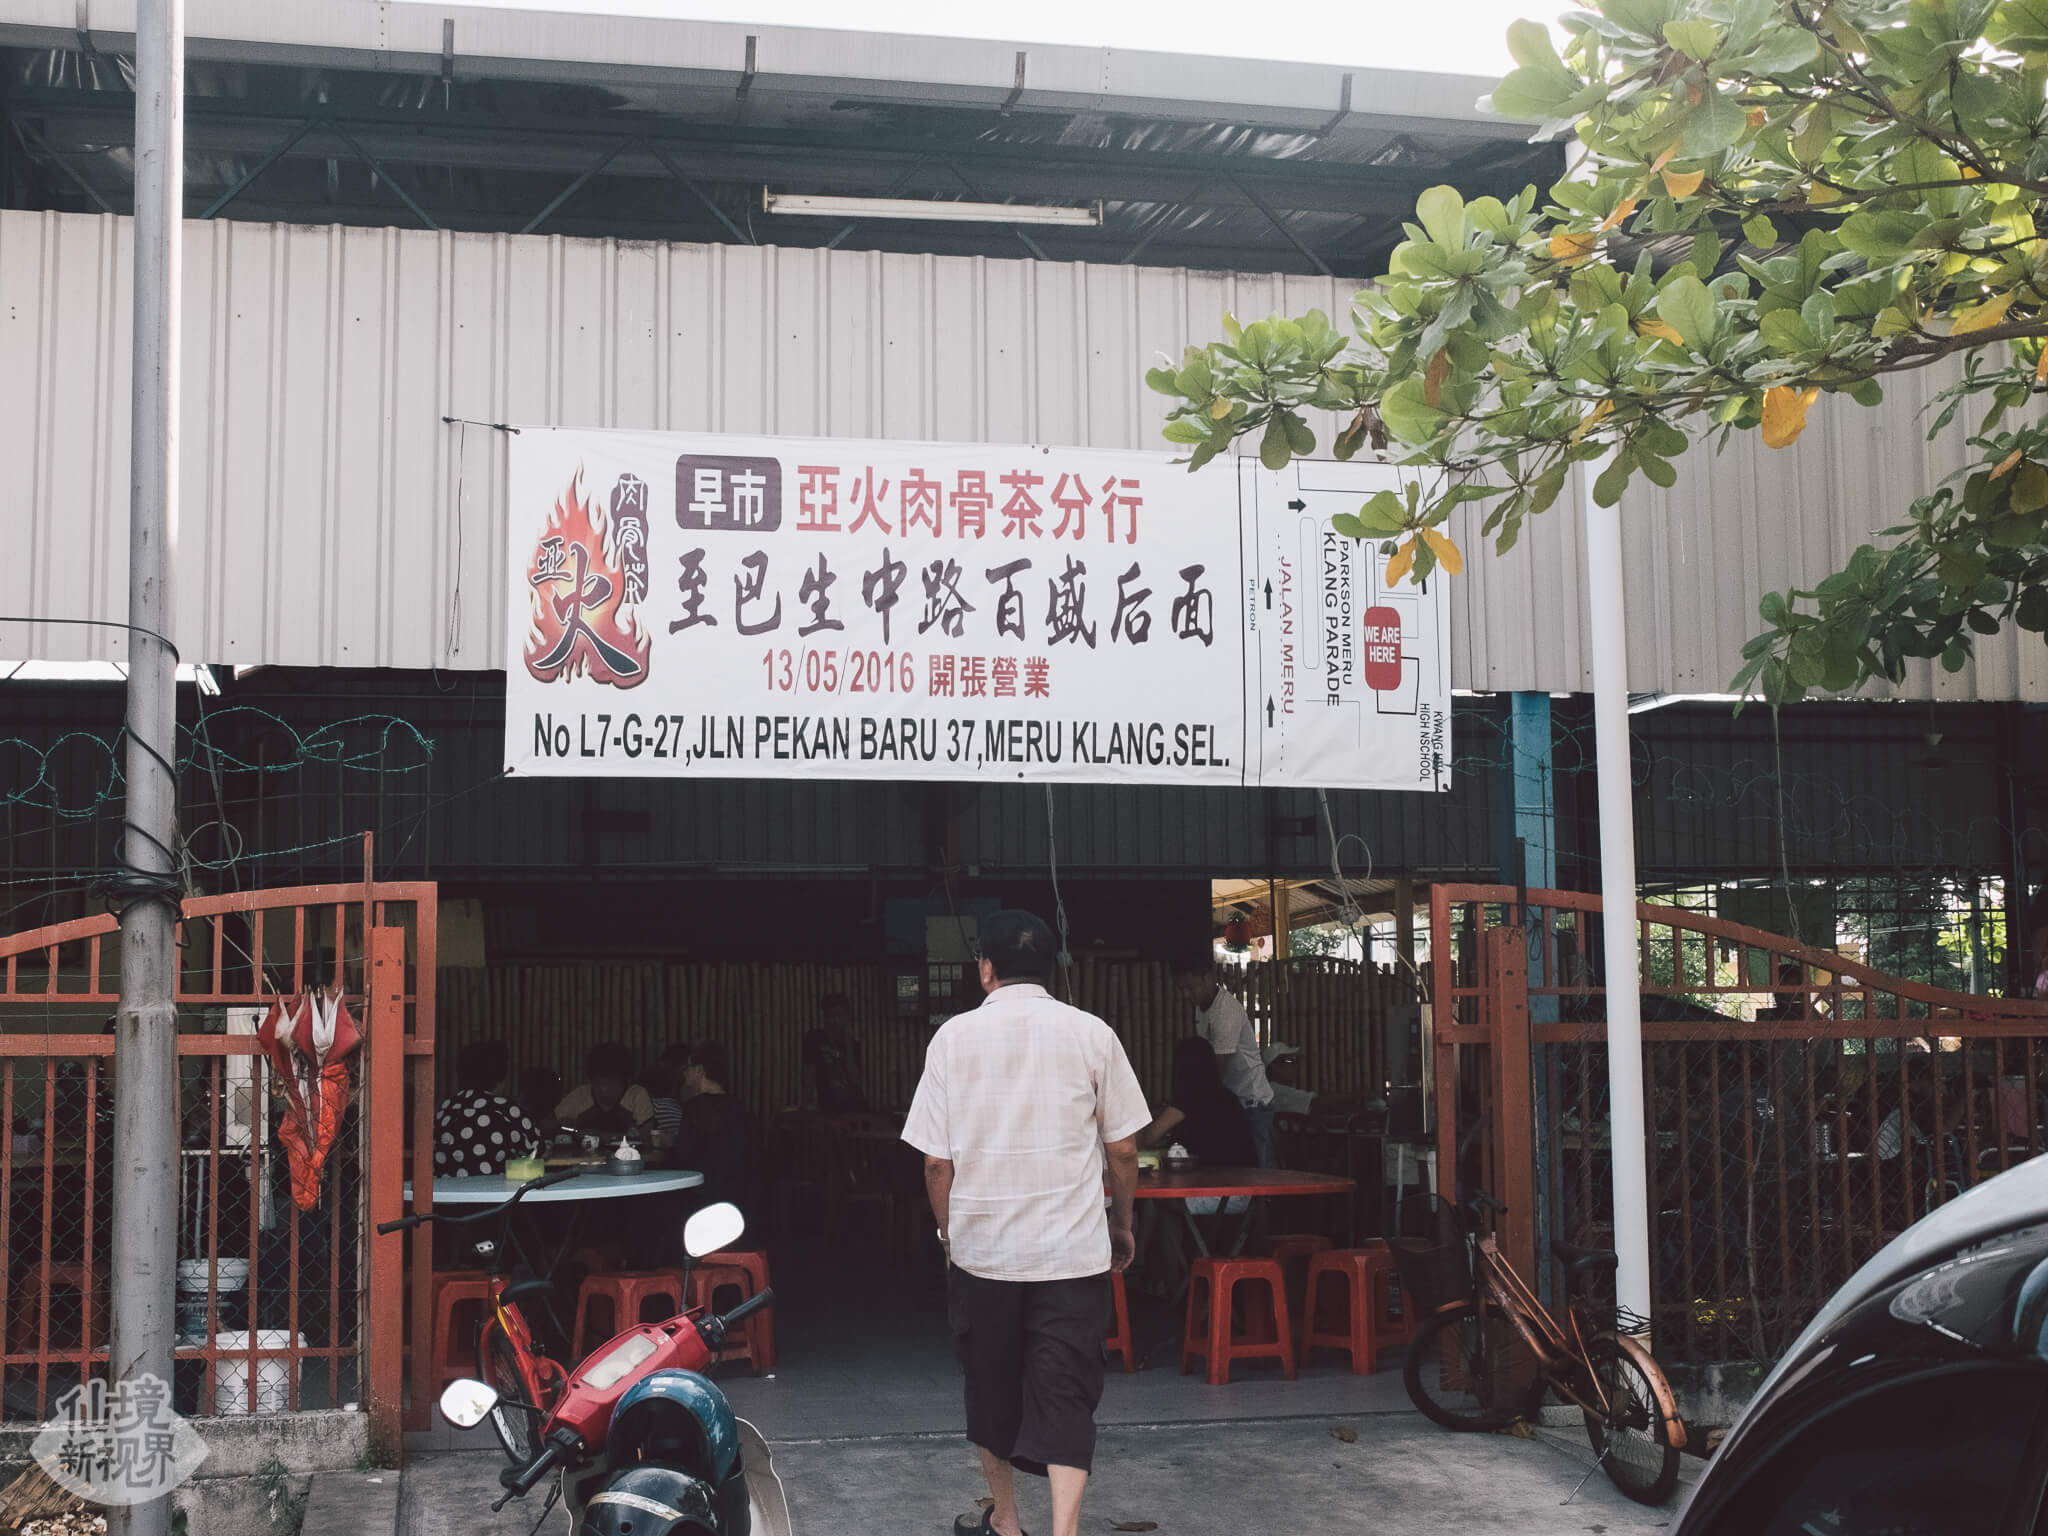 肉骨茶
亞火
早市 亞火肉骨茶分行
至巴生中路百盛后面
13/05/2016 開張營業
No L7-G-27,JLN PEKAN BARU 37,MERU KLANG.SEL.
PETRON
JALAN MERU
PARKSON MERU
KLANG PARADE
WE ARE
HERE
KWANG HUA
HIGH NSCHOOL
仙境
新视界